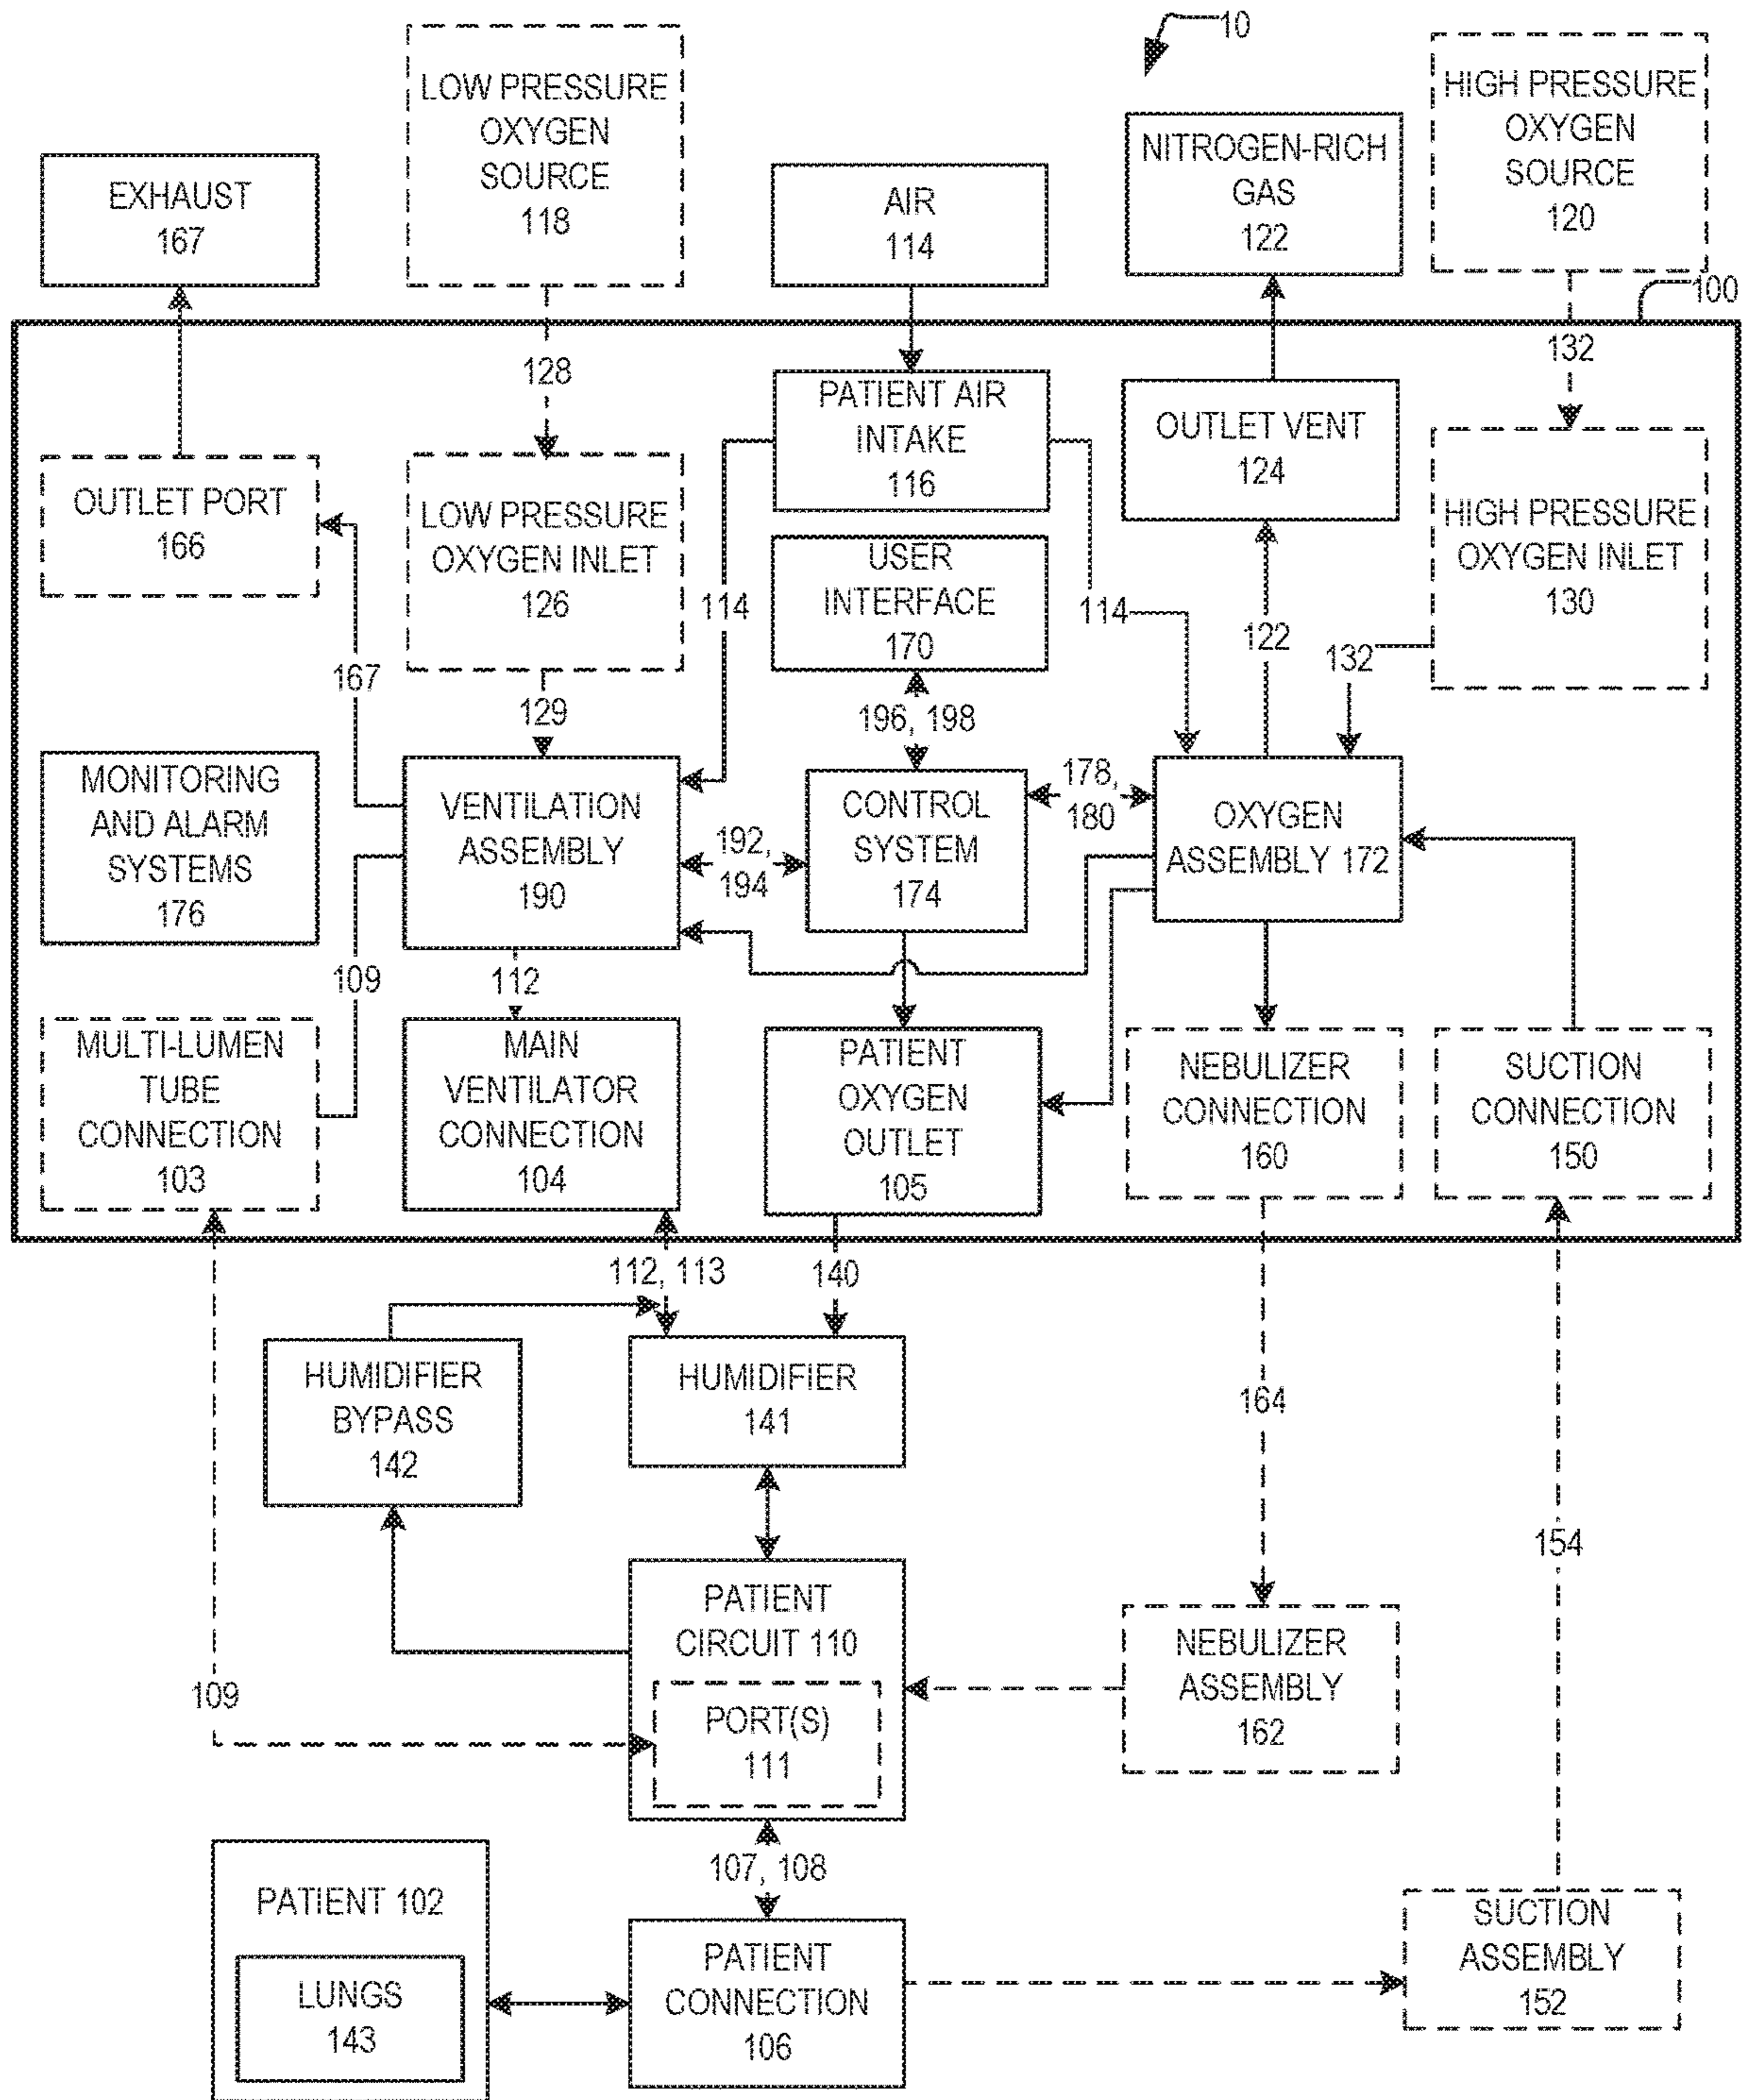 10
LOW PRESSURE
OXYGEN
SOURCE
118
HIGH PRESSURE
OXYGEN
SOURCE
120
EXHAUST
167
AIR
114
NITROGEN-RICH
GAS
122
100
128
132
PATIENT AIR
INTAKE
116
OUTLET VENT
124
OUTLET PORT
166
LOW PRESSURE
OXYGEN INLET
126
HIGH PRESSURE
OXYGEN INLET
130
USER
INTERFACE
170
114
114
122
132
167
129
196, 198
MONITORING
AND ALARM
SYSTEMS
176
VENTILATION
ASSEMBLY
190
192,
194
CONTROL
SYSTEM
174
178,
180
OXYGEN
ASSEMBLY 172
109
112
MULTI-LUMEN
TUBE
CONNECTION
103
MAIN
VENTILATOR
CONNECTION
104
PATIENT
OXYGEN
OUTLET
105
NEBULIZER
CONNECTION
160
SUCTION
CONNECTION
150
112, 113
140
HUMIDIFIER
BYPASS
142
HUMIDIFIER
141
164
154
PATIENT
CIRCUIT 110
PORT(S)
111
109
NEBULIZER
ASSEMBLY
162
107, 108
PATIENT 102
LUNGS
143
PATIENT
CONNECTION
106
SUCTION
ASSEMBLY
152